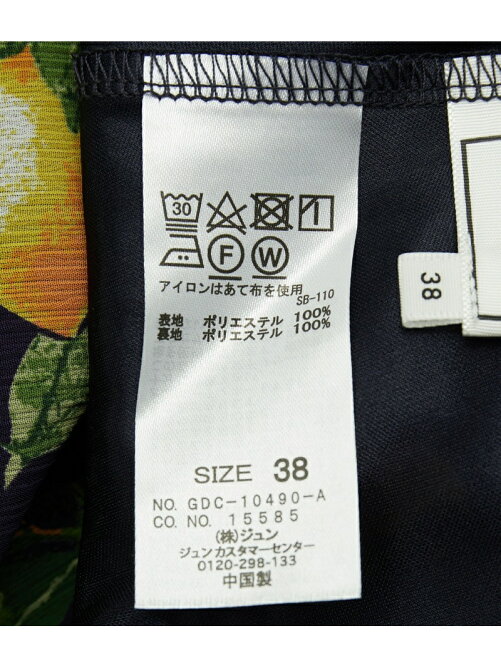 30
F W
アイロンはあて布を使用
SB-110
表地 ポリエステル 100%
裏地 ポリエステル 100%
SIZE 38
NO. GDC-10490-A
CO. NO. 15585
(株)ジュン
ジュン カスタマーセンター
0120-298-133
中国製
38